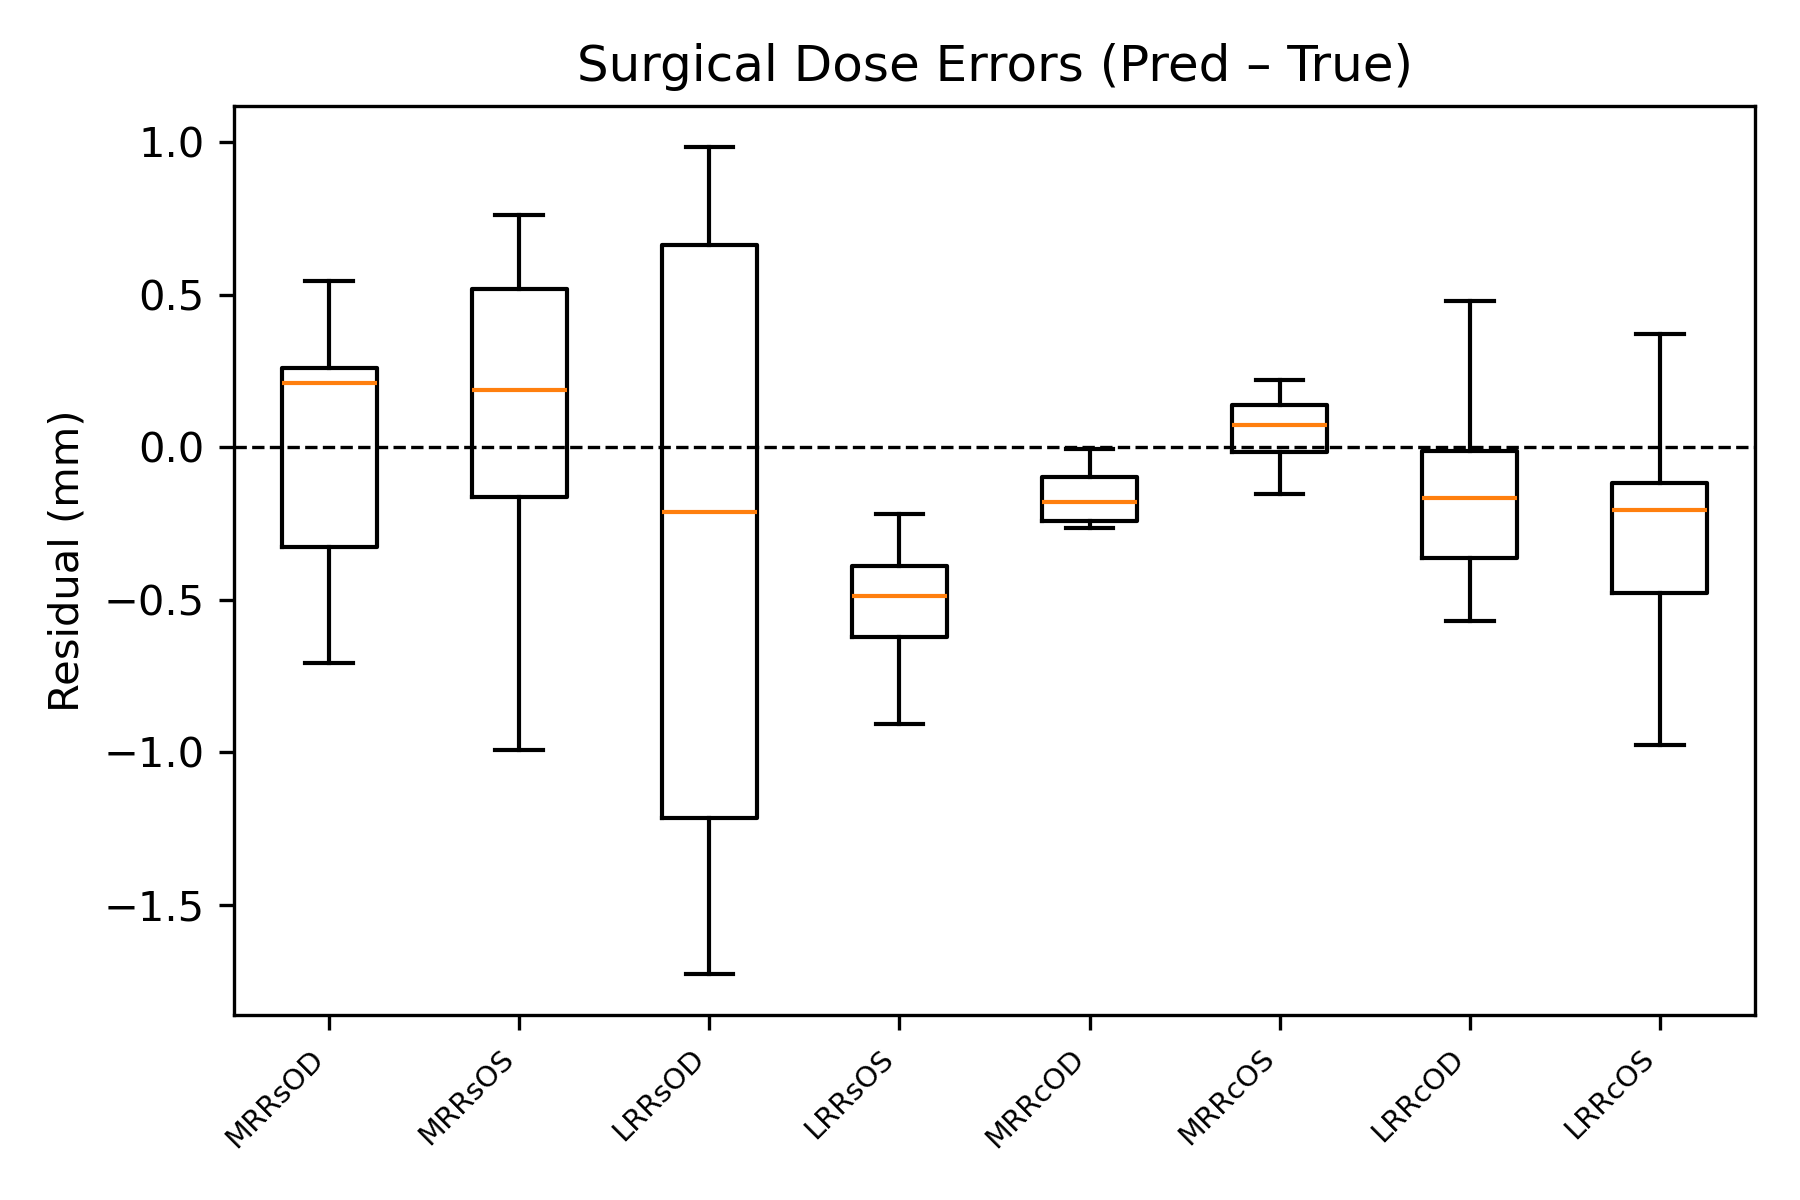 Surgical Dose Errors (Pred – True)
Residual (mm)
1.0
0.5
0.0
−0.5
−1.0
−1.5
MRRsOD
MRRsOS
LRRsOD
LRRsOS
MRRcOD
MRRcOS
LRRcOD
LRRcOS